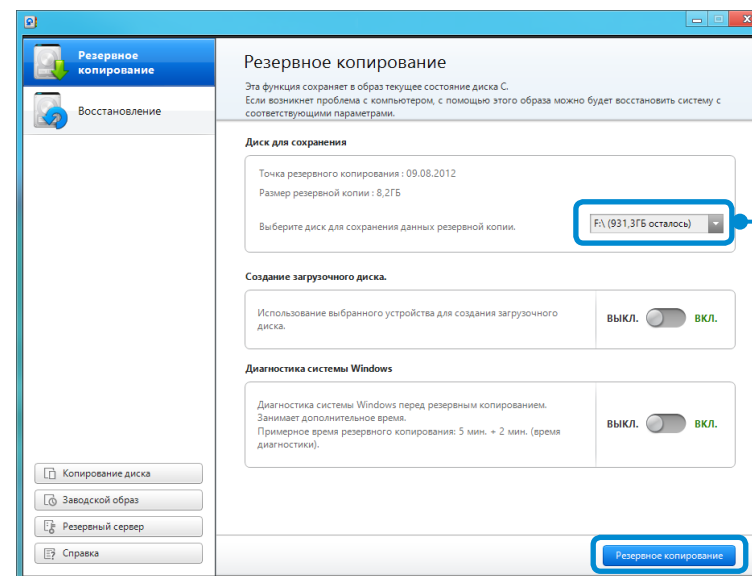 Резервное
копирование
Восстановление
Резервное копирование
Эта функция сохраняет в образ текущее состояние диска C.
Если возникнет проблема с компьютером, с помощью этого образа можно будет восстановить систему с
соответствующими параметрами.
Диск для сохранения
Точка резервного копирования : 09.08.2012
Размер резервной копии : 8,2ГБ
Выберите диск для сохранения данных резервной копии.
F:\ (931,3ГБ осталось)
Создание загрузочного диска.
Использование выбранного устройства для создания загрузочного
диска.
ВЫКЛ. ВКЛ.
Диагностика системы Windows
Диагностика системы Windows перед резервным копированием.
Занимает дополнительное время.
Примерное время резервного копирования: 5 мин. + 2 мин. (время
диагностики).
ВЫКЛ. ВКЛ.
Копирование диска
Заводской образ
Резервный сервер
Справка
Резервное копирование